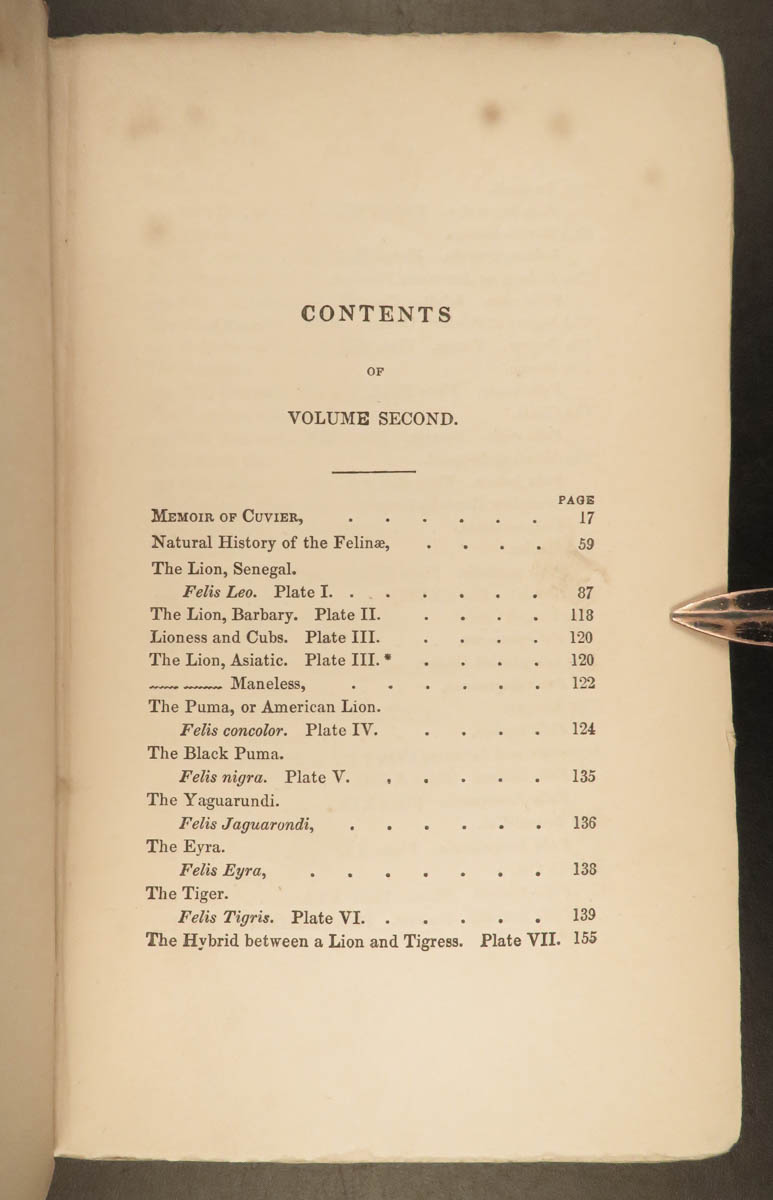 CONTENTS
OF
VOLUME SECOND.
PAGE
MEMOIR OF CUVIER, . . . . . . 17
Natural History of the Felinæ, . . . . 59
The Lion, Senegal.
Felis Leo. Plate I. . . . . . . 87
The Lion, Barbary. Plate II. . . . . 118
Lioness and Cubs. Plate III. . . . . 120
The Lion, Asiatic. Plate III.* . . . . 120
—— —— Maneless, . . . . . . 122
The Puma, or American Lion.
Felis concolor. Plate IV. . . . . 124
The Black Puma.
Felis nigra. Plate V. . . . . . 135
The Yaguarundi.
Felis Jaguarondi, . . . . . . 136
The Eyra.
Felis Eyra, . . . . . . . 138
The Tiger.
Felis Tigris. Plate VI. . . . . . 139
The Hybrid between a Lion and Tigress. Plate VII. 155